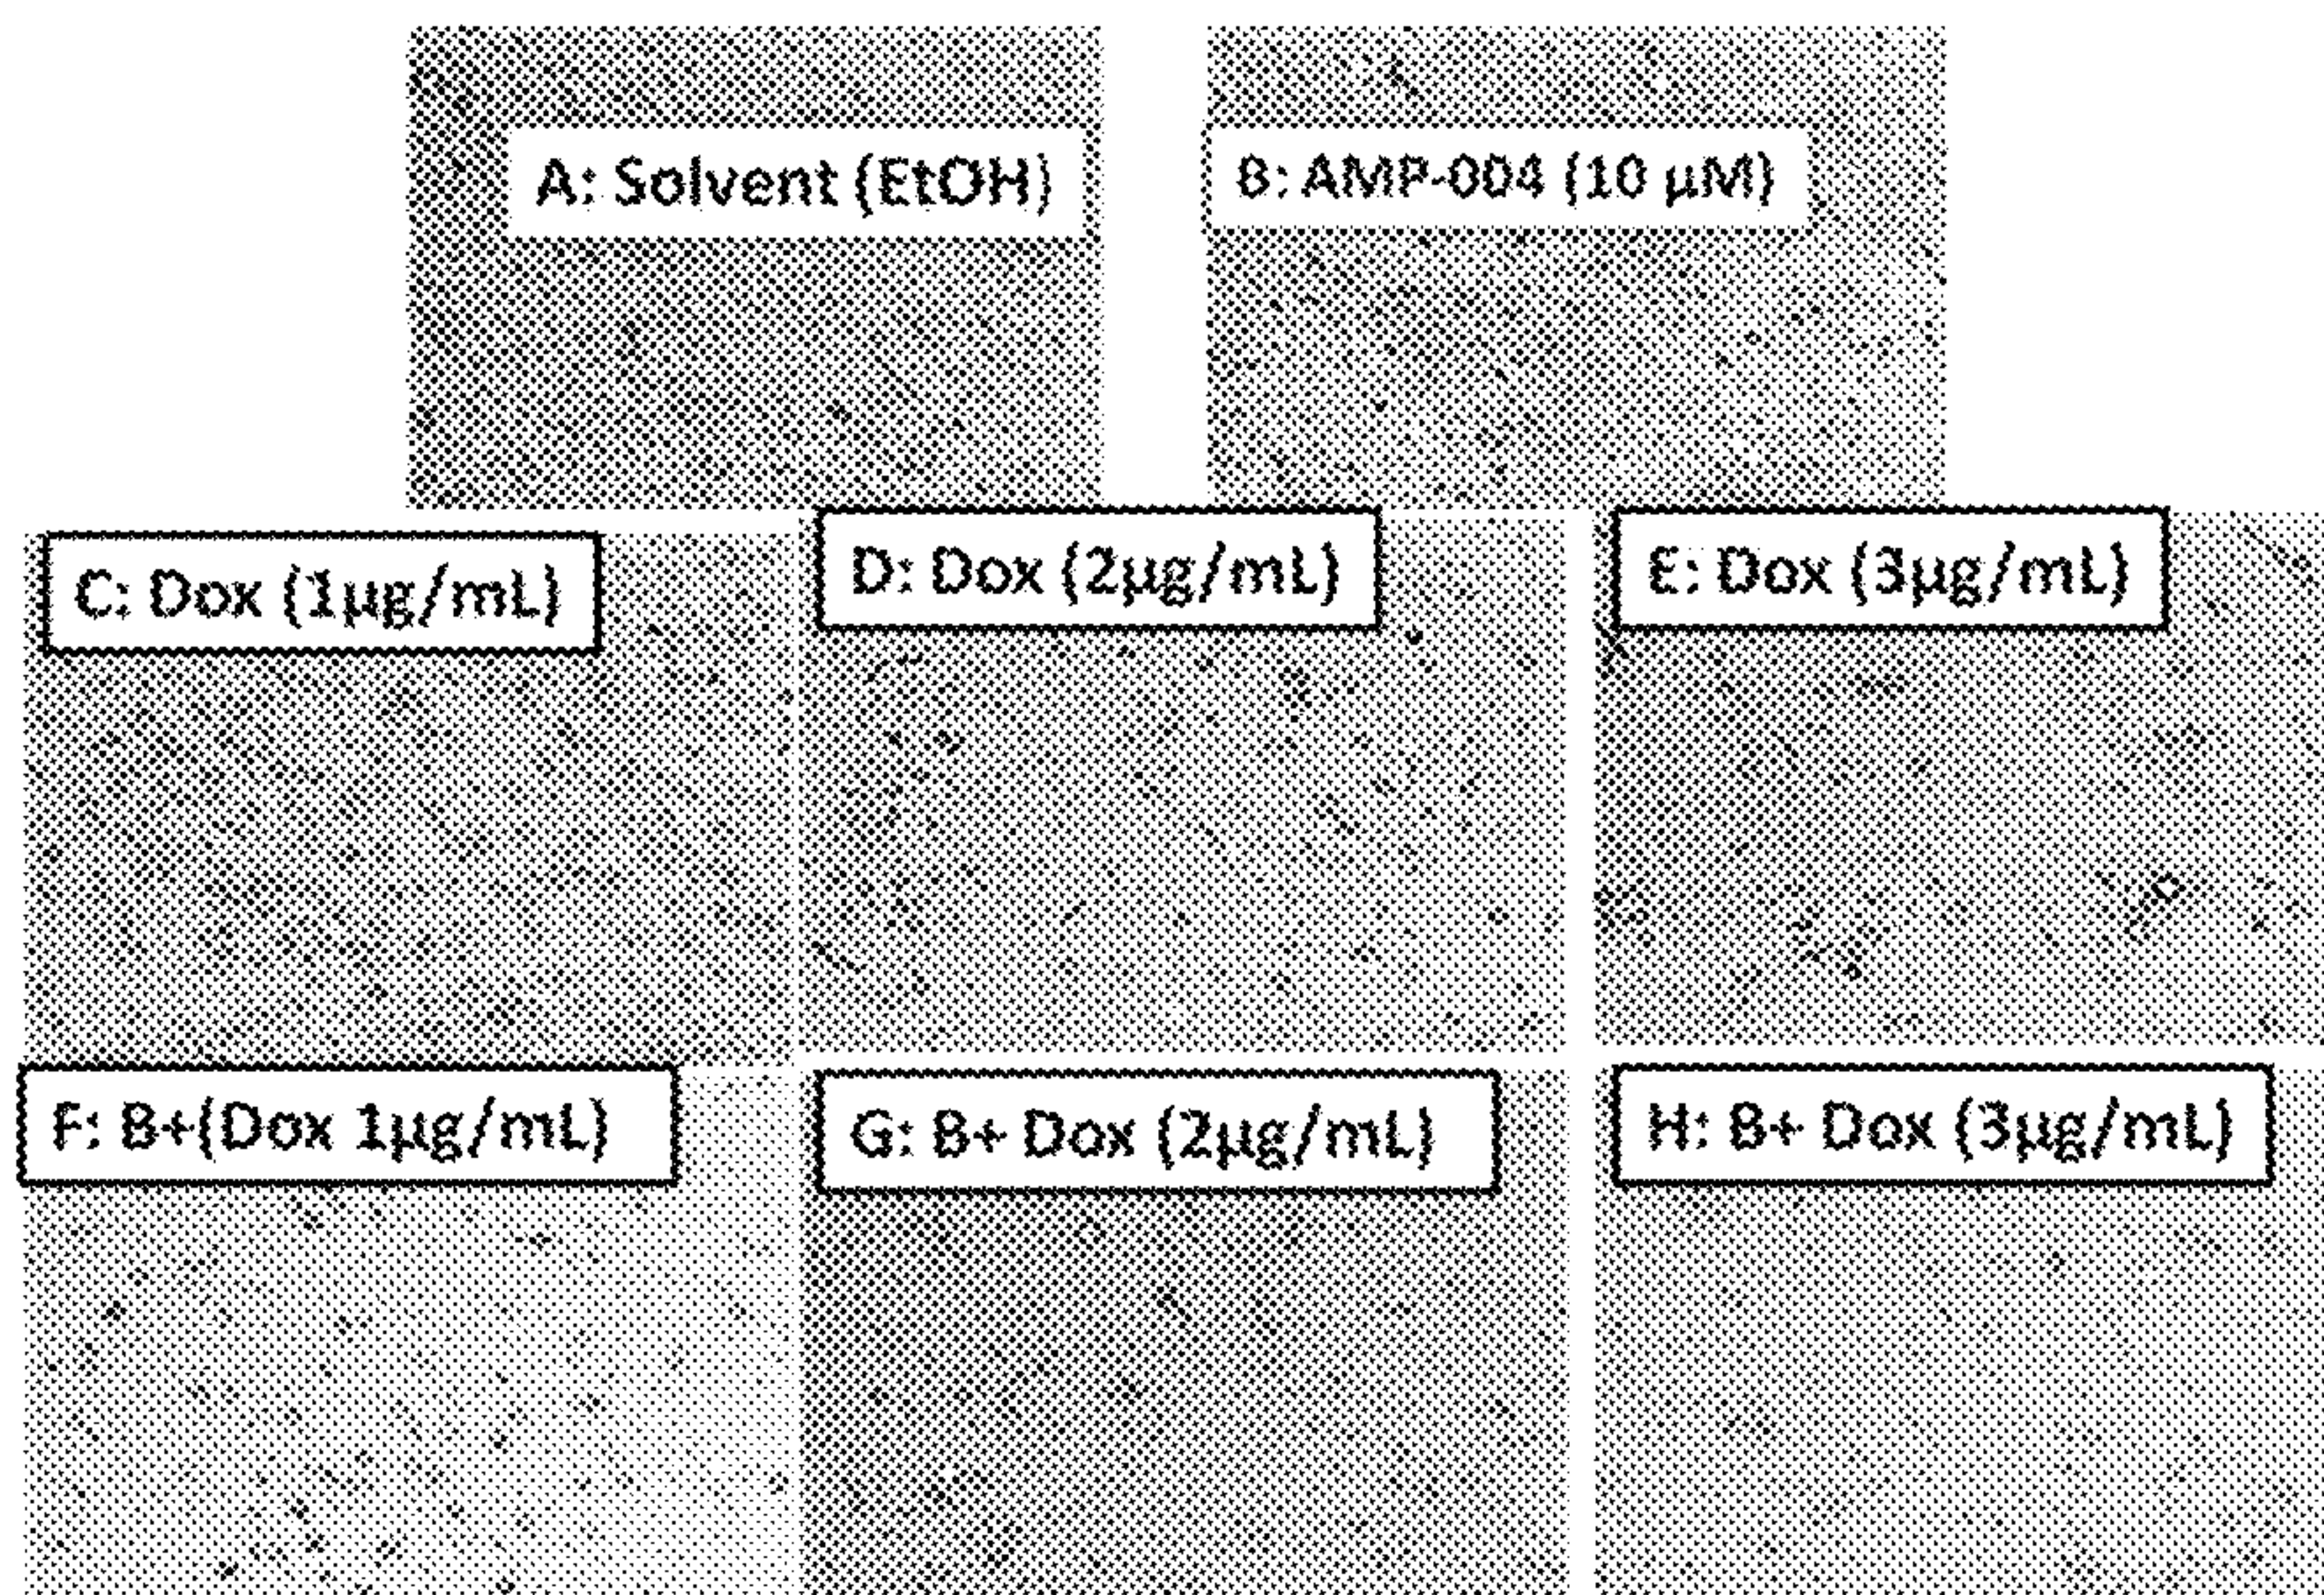 A: Solvent (EtOH)
B: AMP-004 (10 µM)
C: Dox (1µg/mL)
D: Dox (2µg/mL)
E: Dox (3µg/mL)
F: B+(Dox 1µg/mL)
G: B+ Dox (2µg/mL)
H: B+ Dox (3µg/mL)